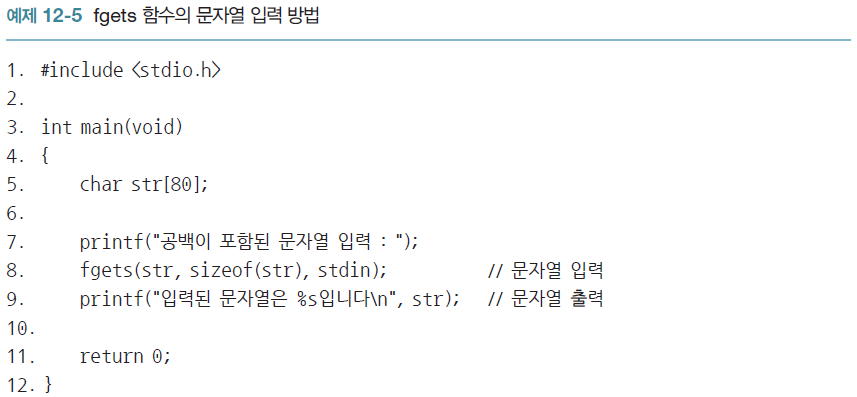 예제 12-5 fgets 함수의 문자열 입력 방법
1. #include <stdio.h>
2.
3. int main(void)
4. {
5.     char str[80];
6.
7.     printf("공백이 포함된 문자열 입력 : ");
8.     fgets(str, sizeof(str), stdin);          // 문자열 입력
9.     printf("입력된 문자열은 %s입니다\n", str);   // 문자열 출력
10.
11.     return 0;
12. }